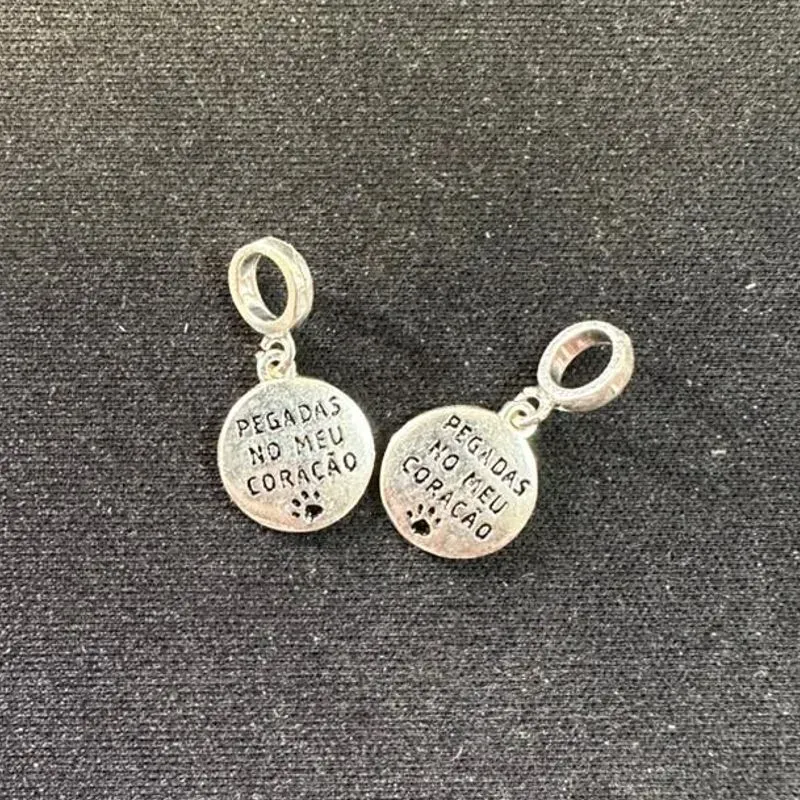 PEGADAS
NO MEU
CORAÇÃO
PEGADAS
NO MEU
CORAÇÃO